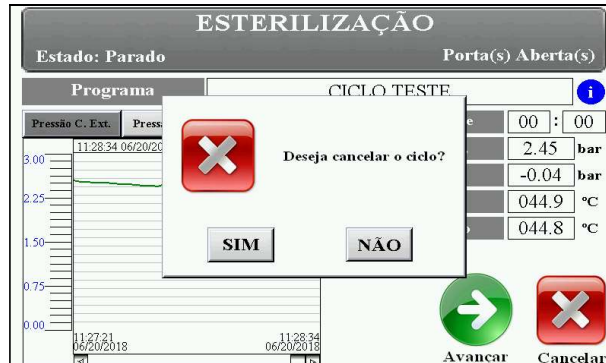 ESTERILIZAÇÃO
Estado: Parado
Porta(s) Aberta(s)
Programa
CICLO TESTE
i
Pressão C. Ext.
11:28:34 06/20/20
3.00
2.25
1.50
0.75
0.00
11:27:21
06/20/2018
11:28:34
06/20/2018
Deseja cancelar o ciclo?
SIM
NÃO
00 : 00
2.45 bar
-0.04 bar
044.9 ºC
044.8 ºC
Avançar
Cancelar